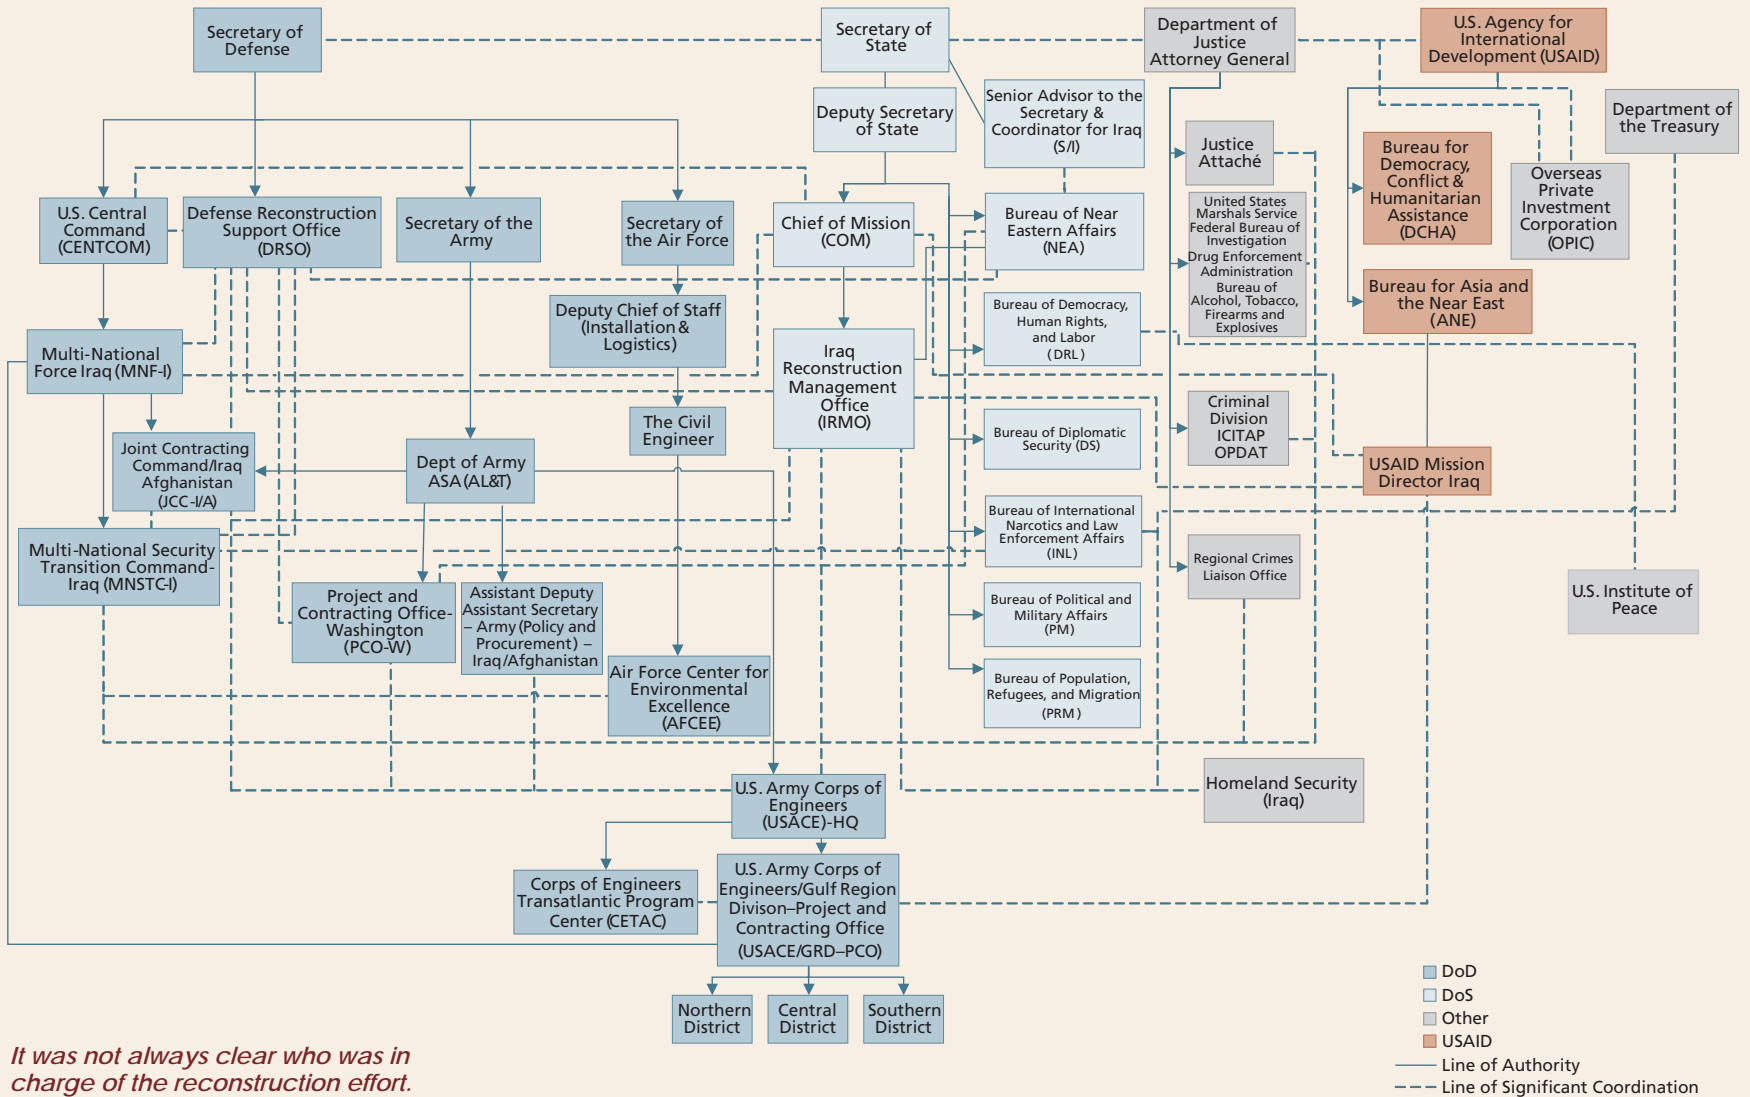 Secretary of
Defense
Secretary of
State
Department of
Justice
Attorney General
U.S. Agency for
International
Development (USAID)
Deputy Secretary
of State
Senior Advisor to the
Secretary &
Coordinator for Iraq
(S/I)
Department of
the Treasury
Justice
Attaché
Bureau for
Democracy,
Conflict &
Humanitarian
Assistance
(DCHA)
Overseas
Private
Investment
Corporation
(OPIC)
U.S. Central
Command
(CENTCOM)
Defense Reconstruction
Support Office
(DRSO)
Secretary of the
Army
Secretary of
the Air Force
Chief of Mission
(COM)
Bureau of Near
Eastern Affairs
(NEA)
United States
Marshals Service
Federal Bureau of
Investigation
Drug Enforcement
Administration
Bureau of
Alcohol, Tobacco,
Firearms and
Explosives
Bureau for Asia and
the Near East
(ANE)
Deputy Chief of Staff
(Installation &
Logistics)
Bureau of Democracy,
Human Rights,
and Labor
(DRL)
Multi-National
Force Iraq (MNF-I)
Iraq
Reconstruction
Management
Office
(IRMO)
The Civil
Engineer
Bureau of Diplomatic
Security (DS)
Criminal
Division
ICITAP
OPDAT
Joint Contracting
Command/Iraq
Afghanistan
(JCC-I/A)
Dept of Army
ASA (AL&T)
USAID Mission
Director Iraq
Bureau of International
Narcotics and Law
Enforcement Affairs
(INL)
Multi-National Security
Transition Command-
Iraq (MNSTC-I)
Regional Crimes
Liaison Office
U.S. Institute of
Peace
Project and
Contracting Office-
Washington
(PCO-W)
Assistant Deputy
Assistant Secretary
– Army (Policy and
Procurement) –
Iraq/Afghanistan
Bureau of Political and
Military Affairs
(PM)
Air Force Center for
Environmental
Excellence
(AFCEE)
Bureau of Population,
Refugees, and Migration
(PRM)
U.S. Army Corps of
Engineers
(USACE)-HQ
Homeland Security
(Iraq)
Corps of Engineers
Transatlantic Program
Center (CETAC)
U.S. Army Corps of
Engineers/Gulf Region
Divison–Project and
Contracting Office
(USACE/GRD–PCO)
Northern
District
Central
District
Southern
District
DoD
DoS
Other
USAID
Line of Authority
Line of Significant Coordination
It was not always clear who was in
charge of the reconstruction effort.